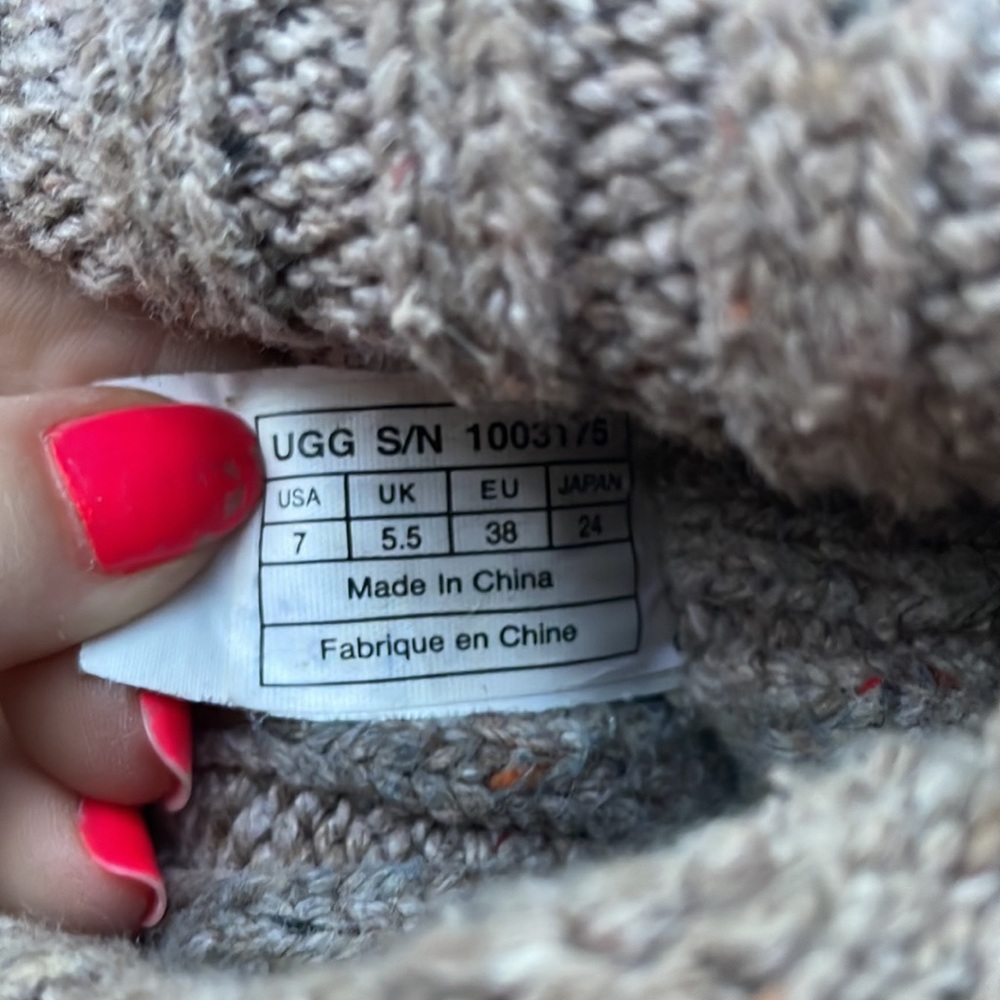 UGG S/N 1003175
USA UK EU JAPAN
7 5.5 38 24
Made In China
Fabrique en Chine